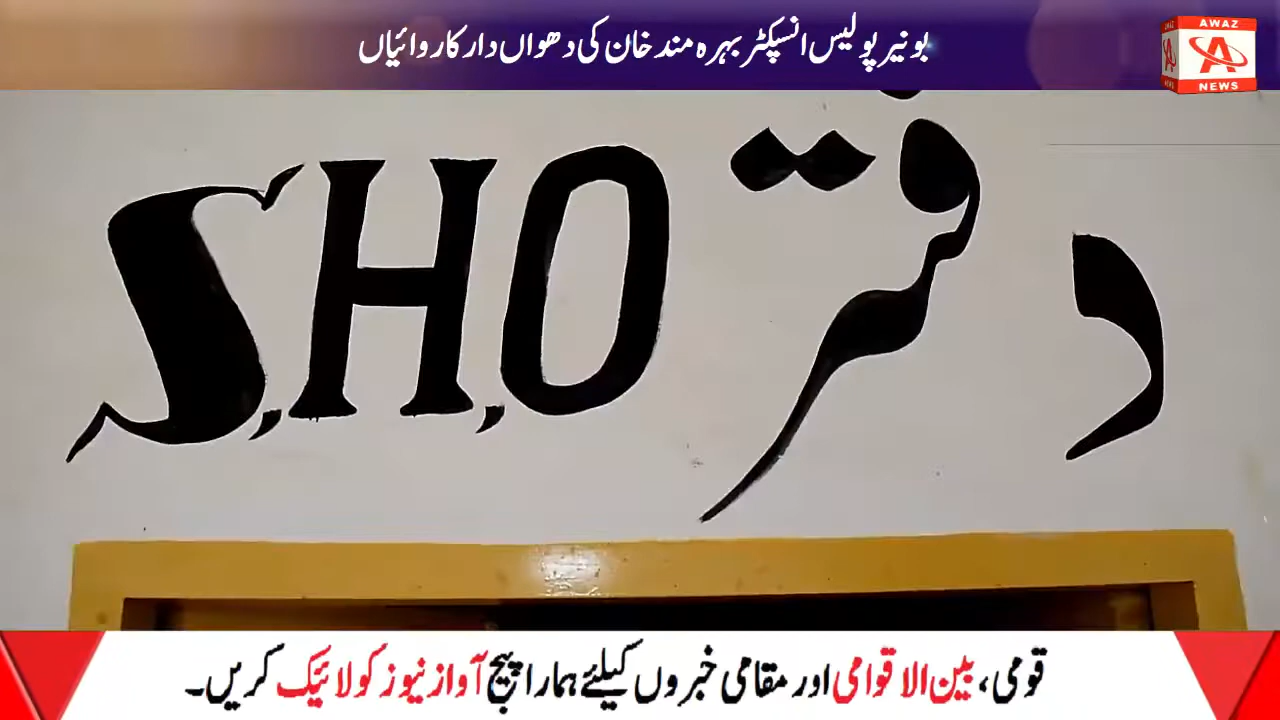 بونیر پولیس انسپکٹر بہرہ مند خان کی دھواں دار کاروائیاں
AWAZ
NEWS
دفتر S,H,O
قومی، بین الاقوامی اور مقامی خبروں کیلئے ہمارا پیج آواز نیوز کو لائیک کریں۔